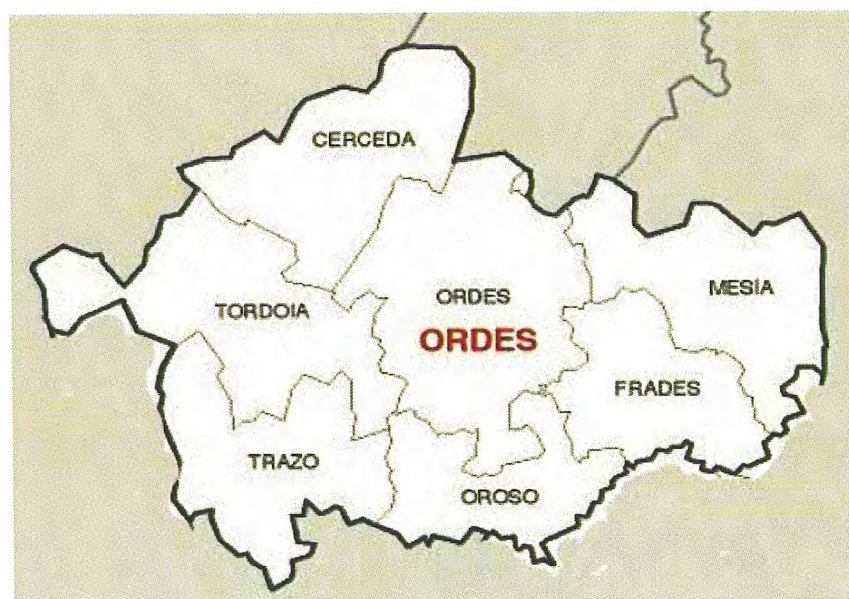 CERCEDA
ORDES
MESÍA
TORDOIA
ORDES
FRADES
TRAZO
OROSO